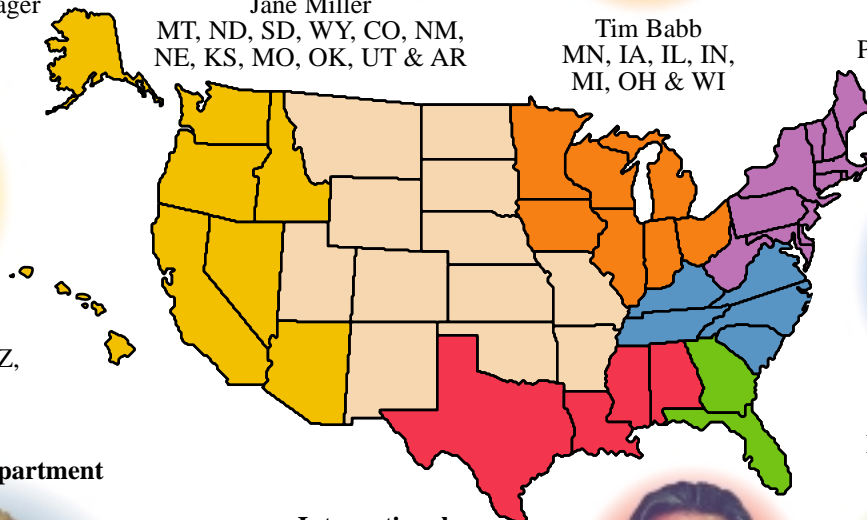 ager
Jane Miller
MT, ND, SD, WY, CO, NM,
NE, KS, MO, OK, UT & AR
Tim Babb
MN, IA, IL, IN,
MI, OH & WI
P
Z,
partment